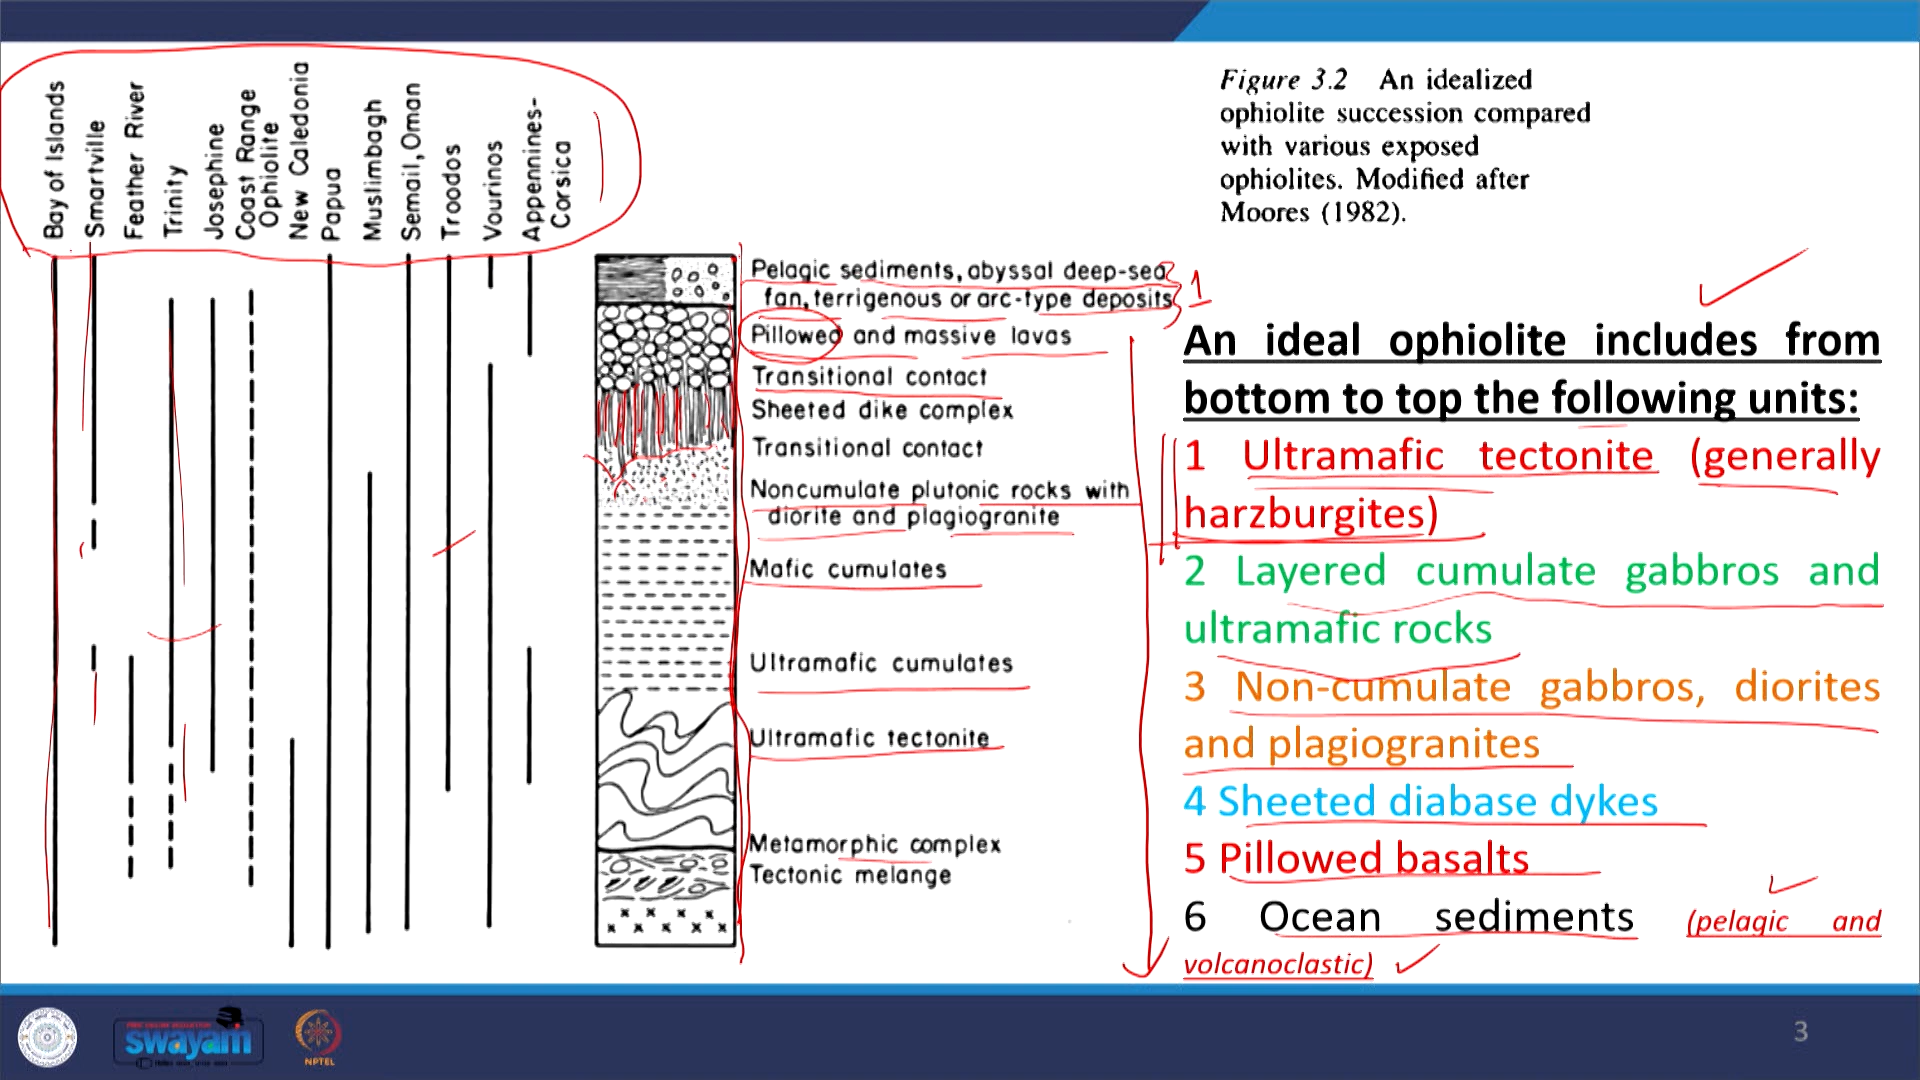 Bay of Islands
Smartville
Feather River
Trinity
Josephine
Coast Range
Ophiolite
New Caledonia
Papua
Muslimbagh
Semail, Oman
Troodos
Vourinos
Appennines-
Corsica
Pelagic sediments, abyssal deep-sea
fan, terrigenous or arc-type deposits
1
Pillowed and massive lavas
Transitional contact
Sheeted dike complex
Transitional contact
Noncumulate plutonic rocks with
diorite and plagiogranite
Mafic cumulates
Ultramafic cumulates
Ultramafic tectonite
Metamorphic complex
Tectonic melange
Figure 3.2 An idealized
ophiolite succession compared
with various exposed
ophiolites. Modified after
Moores (1982).
An ideal ophiolite includes from
bottom to top the following units:
1 Ultramafic tectonite (generally
harzburgites)
2 Layered cumulate gabbros and
ultramafic rocks
3 Non-cumulate gabbros, diorites
and plagiogranites
4 Sheeted diabase dykes
5 Pillowed basalts
6 Ocean sediments (pelagic and
volcanoclastic)
swayam
NPTEL
3